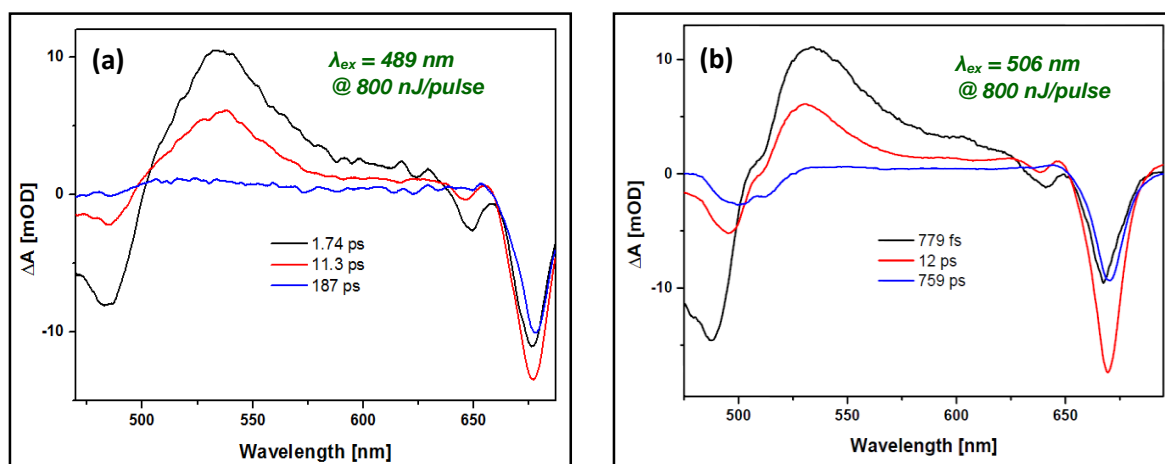 (a)
λex = 489 nm
@ 800 nJ/pulse
10
0
-10
ΔA [mOD]
1.74 ps
11.3 ps
187 ps
500
550
600
650
Wavelength [nm]
(b)
λex = 506 nm
@ 800 nJ/pulse
10
0
-10
ΔA [mOD]
779 fs
12 ps
759 ps
500
550
600
650
Wavelength [nm]